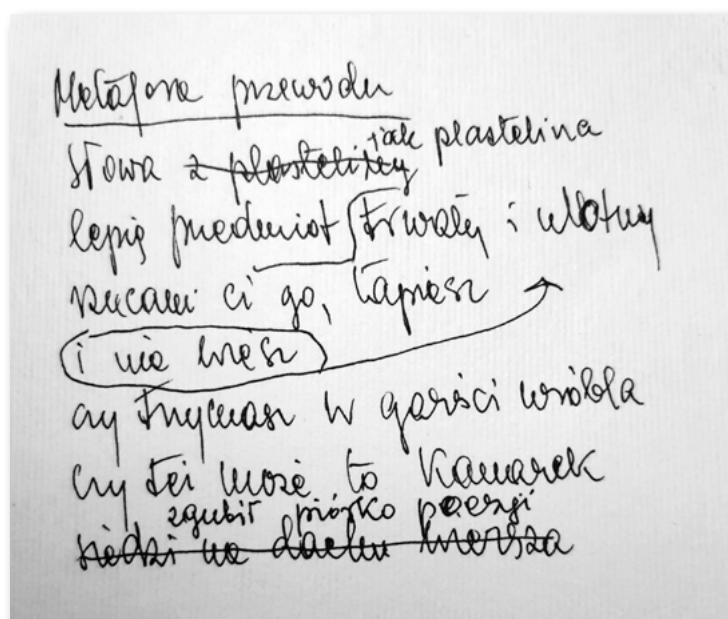 Metafora przewodu
Słowa z plasteliny jak plastelina
lepię przedmiot trwały i ulotny
rzucam ci go, łapiesz
i nie wiesz
czy trzymasz w garści wróbla
czy też może to kanarek
zgubił piórko poezji
siedzi na dachu wiersza